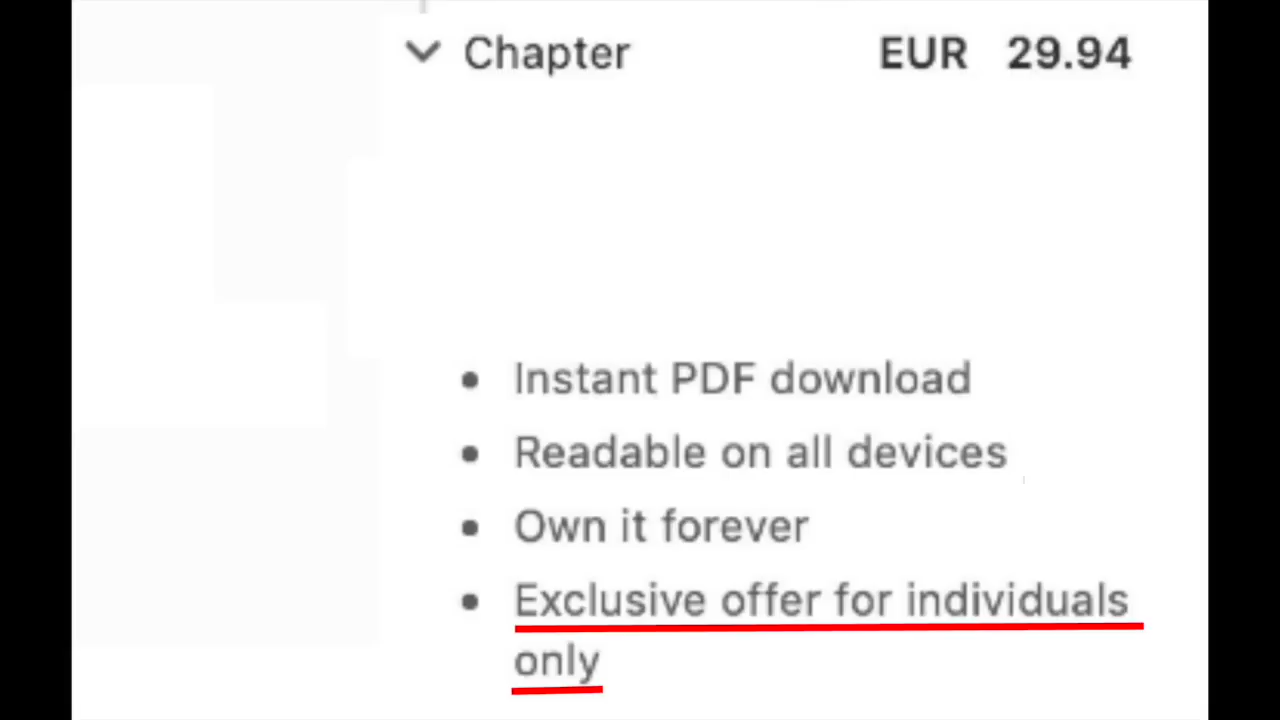 Chapter EUR 29.94
• Instant PDF download
• Readable on all devices
• Own it forever
• Exclusive offer for individuals
only